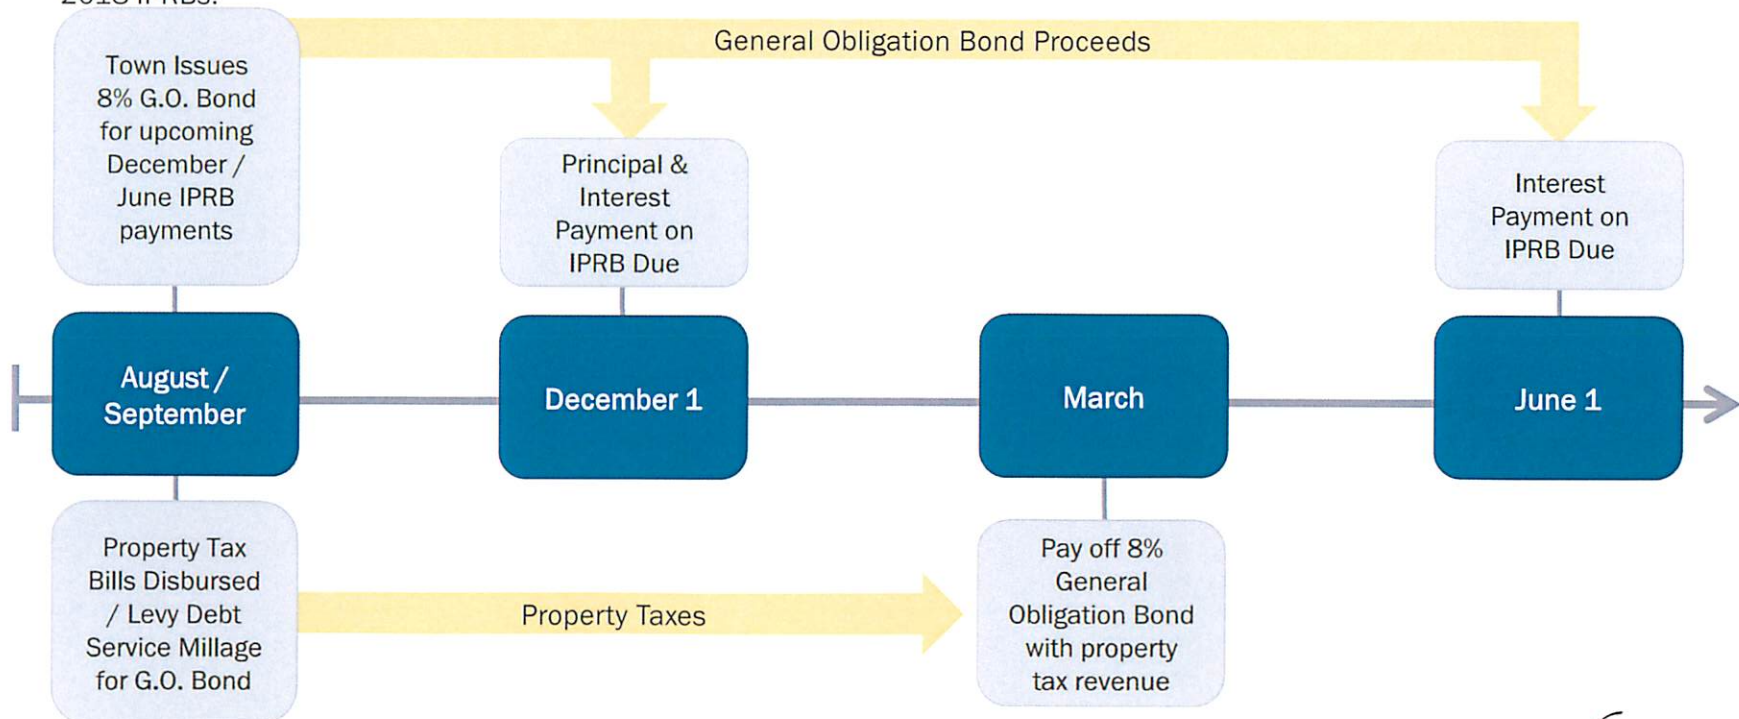 General Obligation Bond Proceeds
Town Issues
8% G.O. Bond
for upcoming
December /
June IPRB
payments
Principal &
Interest
Payment on
IPRB Due
Interest
Payment on
IPRB Due
August /
September
December 1
March
June 1
Property Tax
Bills Disbursed
/ Levy Debt
Service Millage
for G.O. Bond
Property Taxes
Pay off 8%
General
Obligation Bond
with property
tax revenue